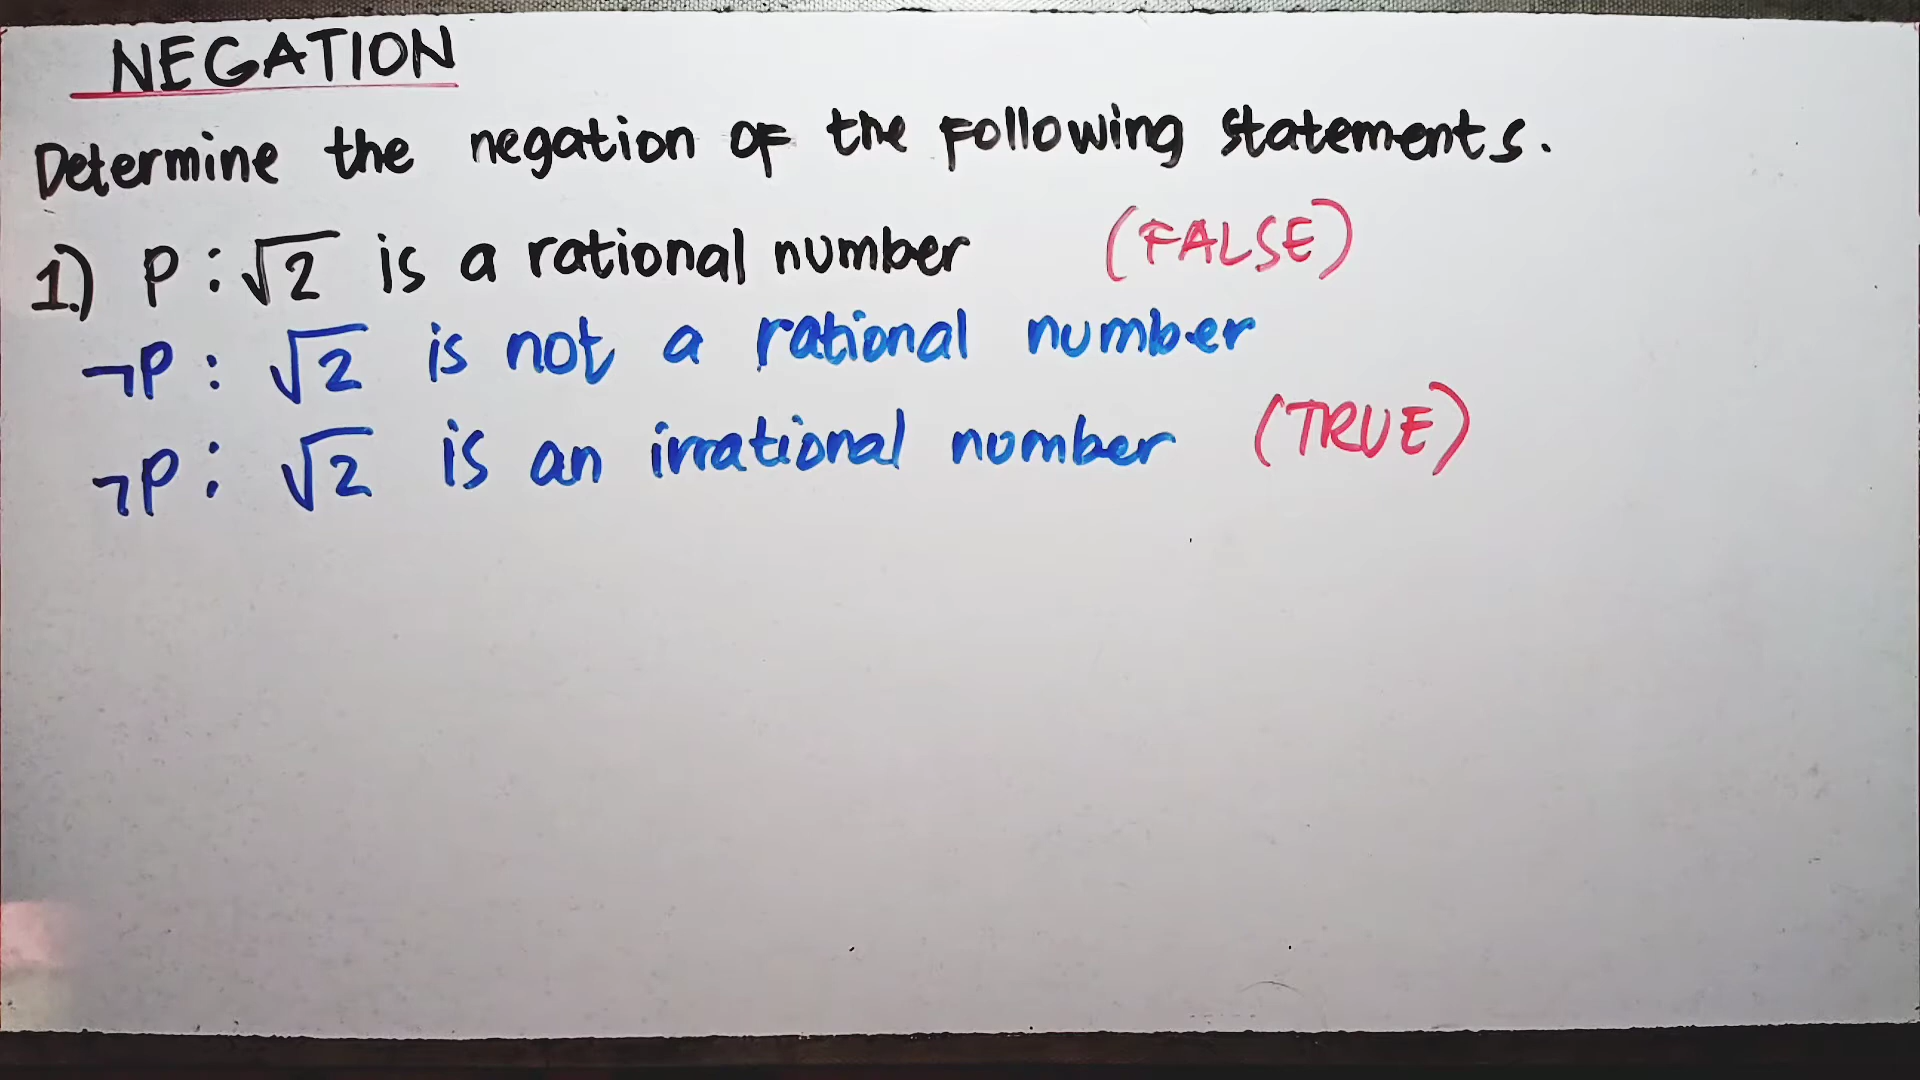 NEGATION
Determine the negation of the following statements.
1.) P : √2 is a rational number (FALSE)
¬P : √2 is not a rational number
¬P : √2 is an irrational number (TRUE)